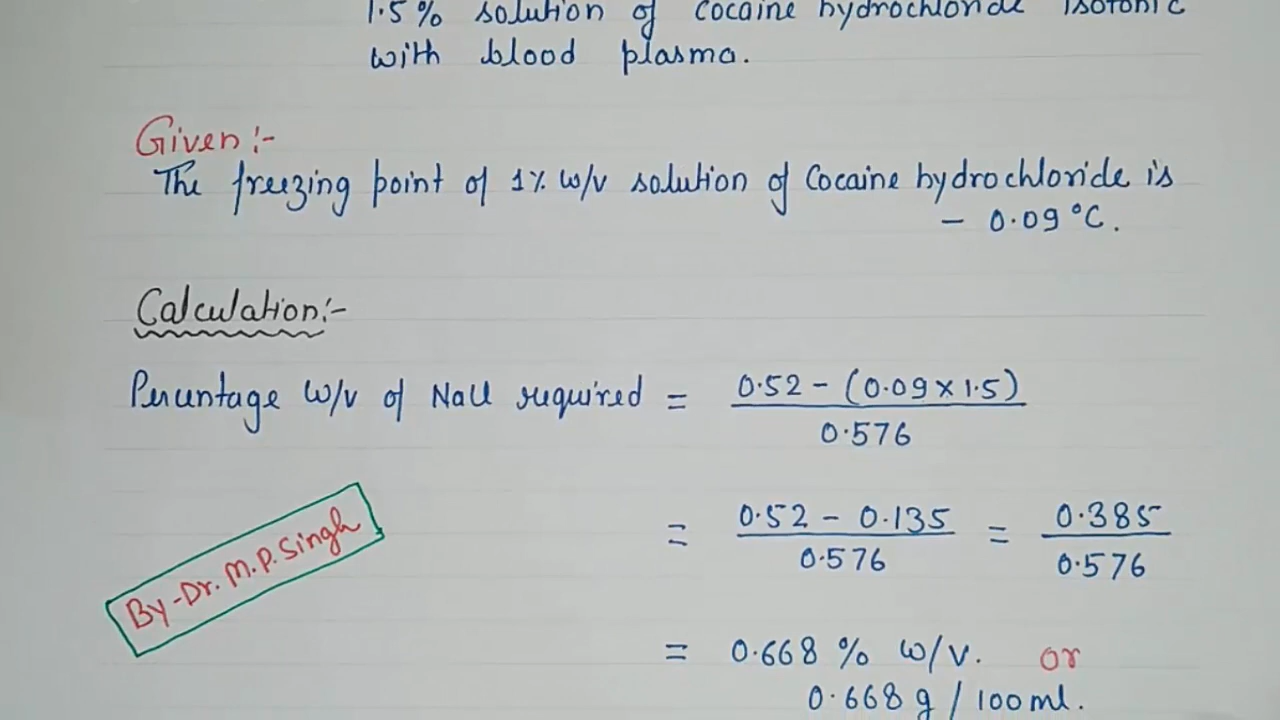 1.5% solution of cocaine hydrochloride isotonic
with blood plasma.
Given :-
The freezing point of 1% w/v solution of Cocaine hydrochloride is
- 0.09°C.
Calculation:-
Percentage w/v of NaCl required = 0.52 - (0.09 x 1.5) / 0.576
= 0.52 - 0.135 / 0.576 = 0.385 / 0.576
By-Dr. M.P. Singh
= 0.668 % w/v. or
0.668 g / 100 ml.